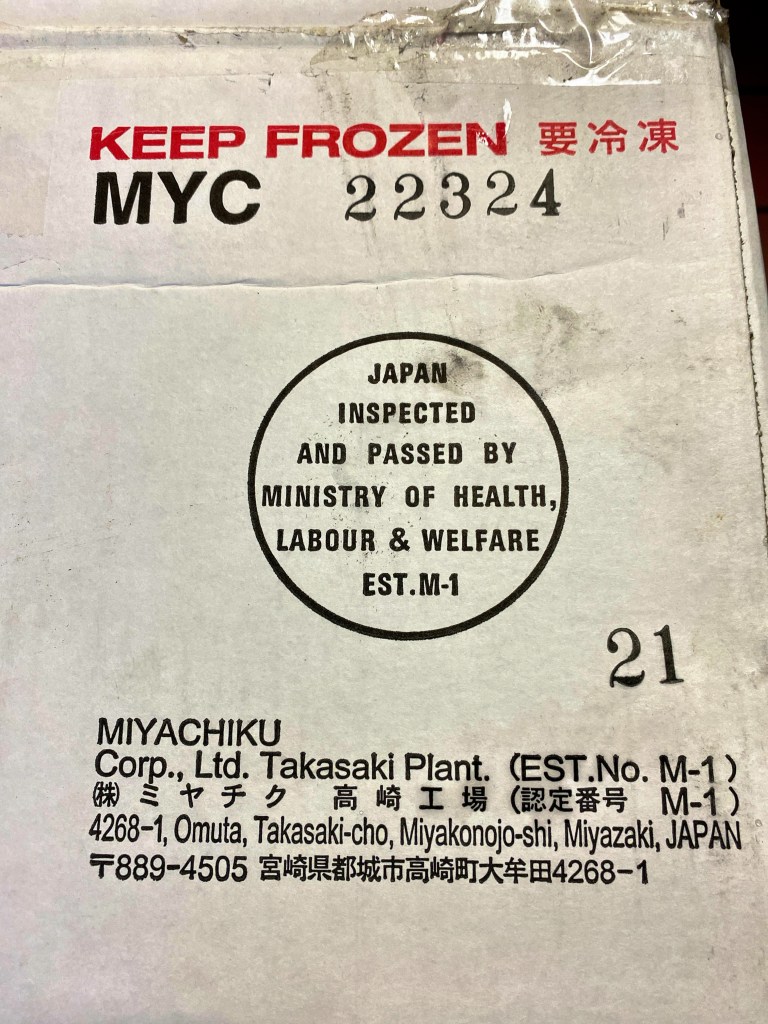 KEEP FROZEN 要冷凍
MYC 22324
JAPAN
INSPECTED
AND PASSED BY
MINISTRY OF HEALTH,
LABOUR & WELFARE
EST.M-1
21
MIYACHIKU
Corp., Ltd. Takasaki Plant. (EST.No. M-1)
㈱ ミヤチク 高崎工場 (認定番号 M-1)
4268-1, Omuta, Takasaki-cho, Miyakonojo-shi, Miyazaki, JAPAN
〒889-4505 宮崎県都城市高崎町大牟田4268-1